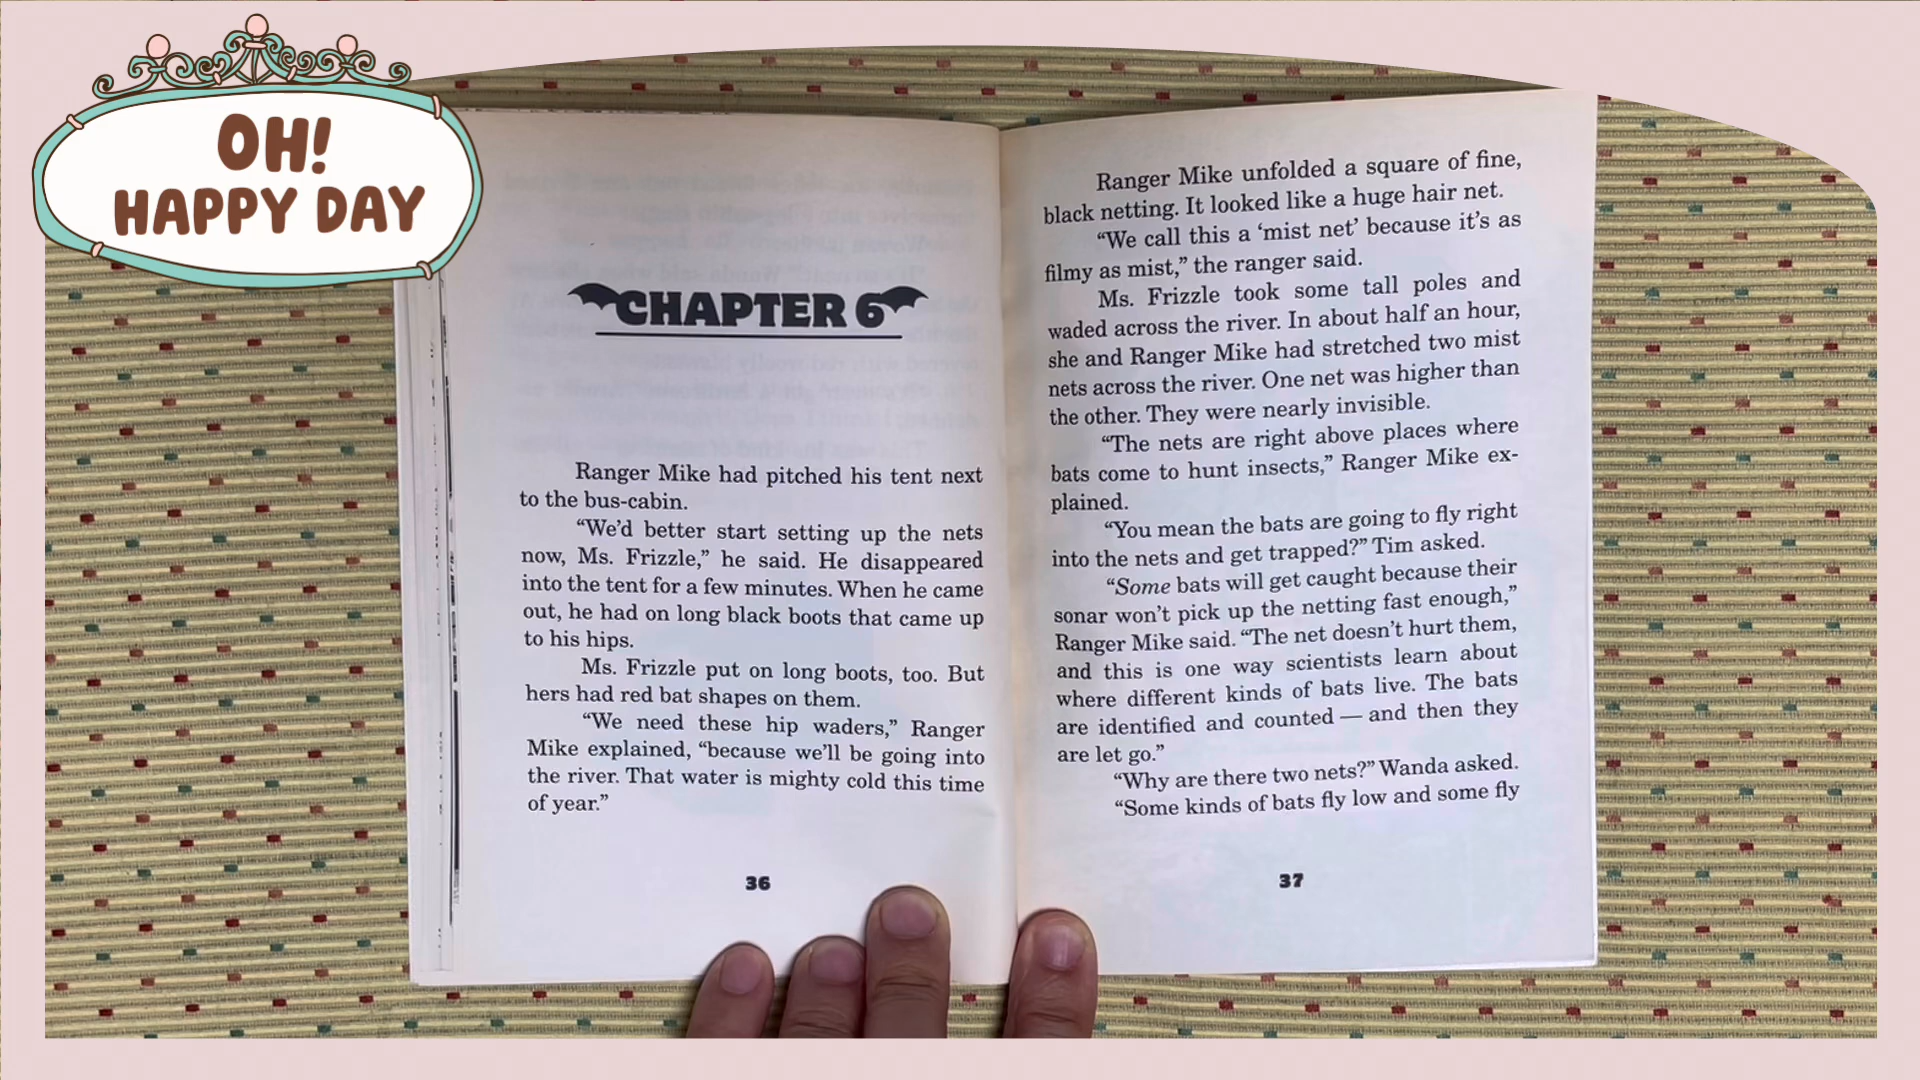 OH!
HAPPY DAY
CHAPTER 6
Ranger Mike had pitched his tent next
to the bus-cabin.
“We’d better start setting up the nets
now, Ms. Frizzle,” he said. He disappeared
into the tent for a few minutes. When he came
out, he had on long black boots that came up
to his hips.
Ms. Frizzle put on long boots, too. But
hers had red bat shapes on them.
“We need these hip waders,” Ranger
Mike explained, “because we’ll be going into
the river. That water is mighty cold this time
of year.”
36
Ranger Mike unfolded a square of fine,
black netting. It looked like a huge hair net.
“We call this a ‘mist net’ because it’s as
filmy as mist,” the ranger said.
Ms. Frizzle took some tall poles and
waded across the river. In about half an hour,
she and Ranger Mike had stretched two mist
nets across the river. One net was higher than
the other. They were nearly invisible.
“The nets are right above places where
bats come to hunt insects,” Ranger Mike ex-
plained.
“You mean the bats are going to fly right
into the nets and get trapped?” Tim asked.
“Some bats will get caught because their
sonar won’t pick up the netting fast enough,”
Ranger Mike said. “The net doesn’t hurt them,
and this is one way scientists learn about
where different kinds of bats live. The bats
are identified and counted — and then they
are let go.”
“Why are there two nets?” Wanda asked.
“Some kinds of bats fly low and some fly
37